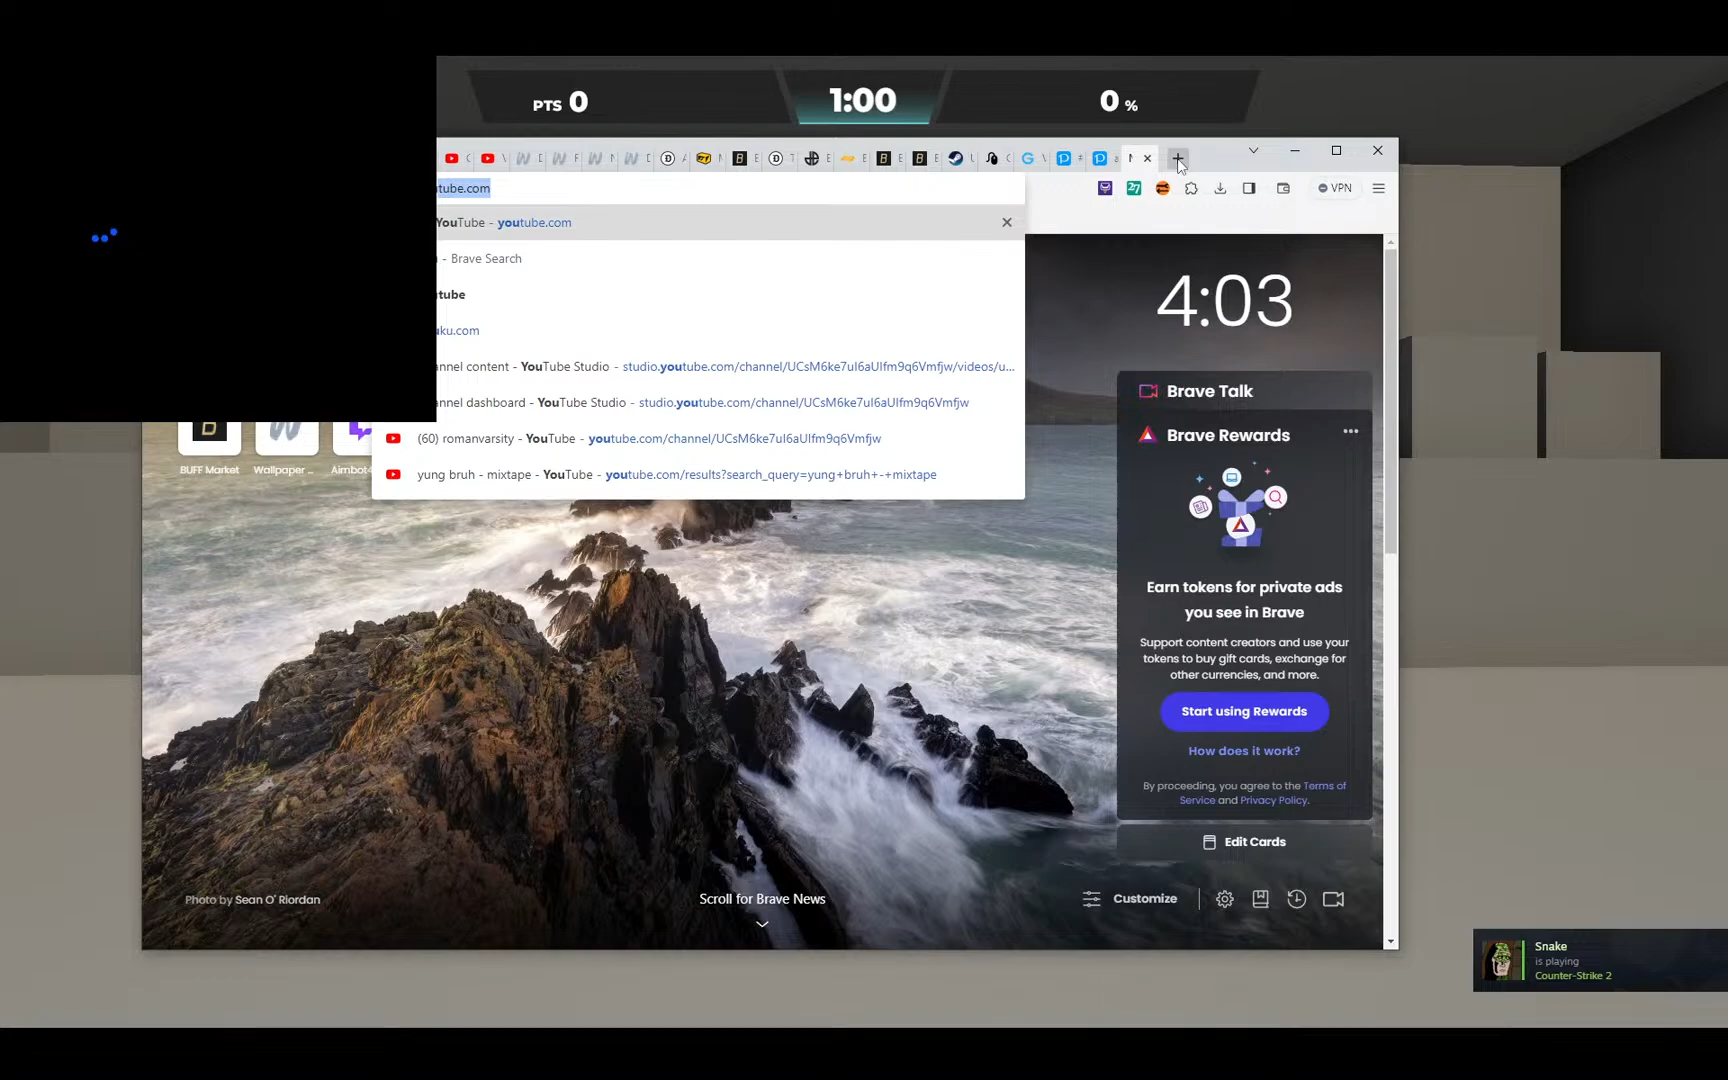 PTS 0
1:00
0 %
tube.com
VPN
YouTube - youtube.com
- Brave Search
tube
ku.com
annel content - YouTube Studio - studio.youtube.com/channel/UCsM6ke7uI6aUIfm9q6Vmfjw/videos/u...
annel dashboard - YouTube Studio - studio.youtube.com/channel/UCsM6ke7uI6aUIfm9q6Vmfjw
(60) romanvarsity - YouTube - youtube.com/channel/UCsM6ke7uI6aUIfm9q6Vmfjw
yung bruh - mixtape - YouTube - youtube.com/results?search_query=yung+bruh+-+mixtape
BUFF Market
Wallpaper ...
Aimbot4
4:03
Brave Talk
Brave Rewards
Earn tokens for private ads
you see in Brave
Support content creators and use your
tokens to buy gift cards, exchange for
other currencies, and more.
Start using Rewards
How does it work?
By proceeding, you agree to the Terms of
Service and Privacy Policy.
Edit Cards
Photo by Sean O' Riordan
Scroll for Brave News
Customize
Snake
is playing
Counter-Strike 2